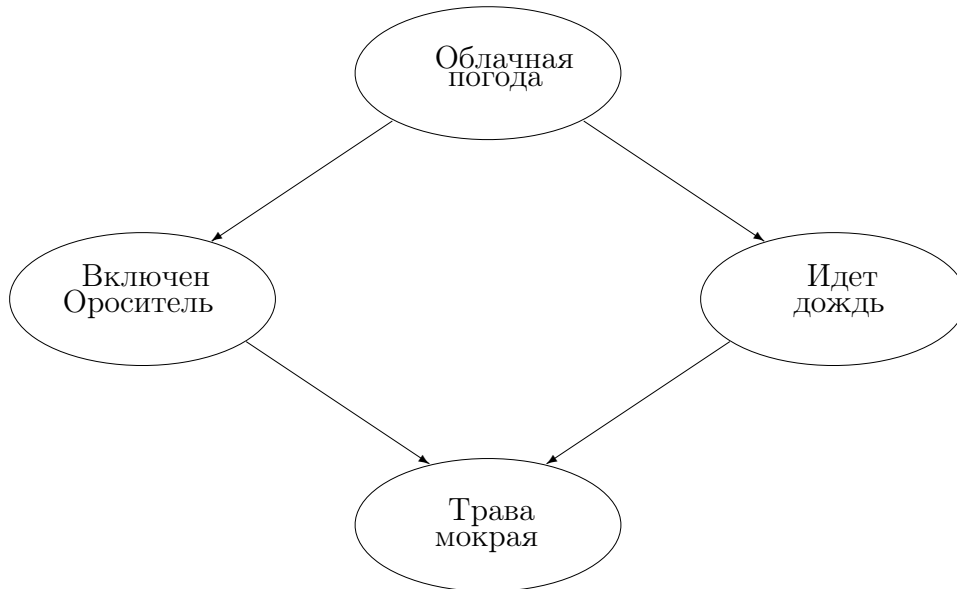 Облачная
погода
Включен
Ороситель
Идет
дождь
Трава
мокрая